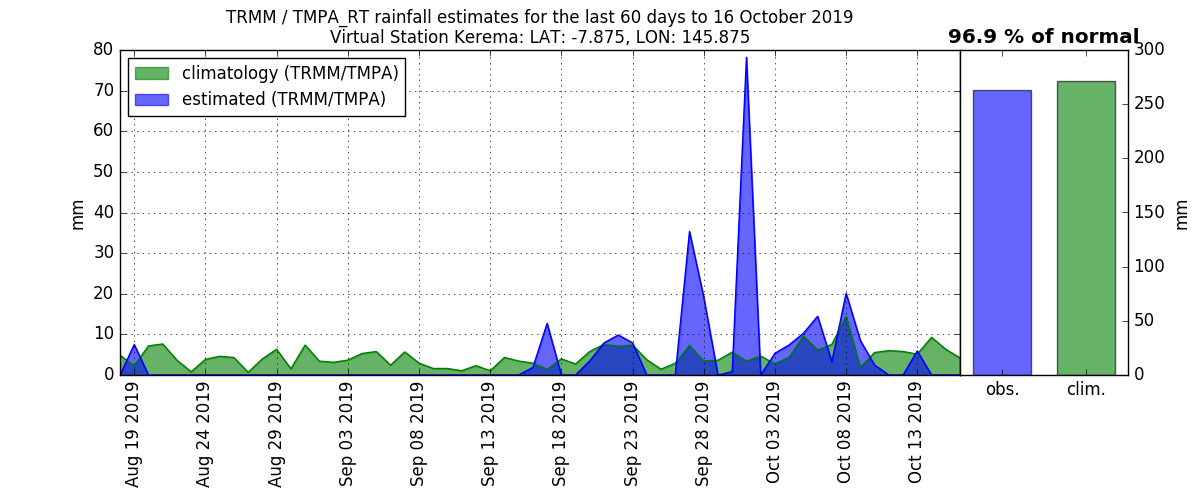 TRMM / TMPA_RT rainfall estimates for the last 60 days to 16 October 2019
Virtual Station Kerema: LAT: -7.875, LON: 145.875
96.9 % of normal
climatology (TRMM/TMPA)
estimated (TRMM/TMPA)
mm
80
70
60
50
40
30
20
10
0
Aug 19 2019
Aug 24 2019
Aug 29 2019
Sep 03 2019
Sep 08 2019
Sep 13 2019
Sep 18 2019
Sep 23 2019
Sep 28 2019
Oct 03 2019
Oct 08 2019
Oct 13 2019
300
250
200
150
100
50
0
mm
obs.
clim.